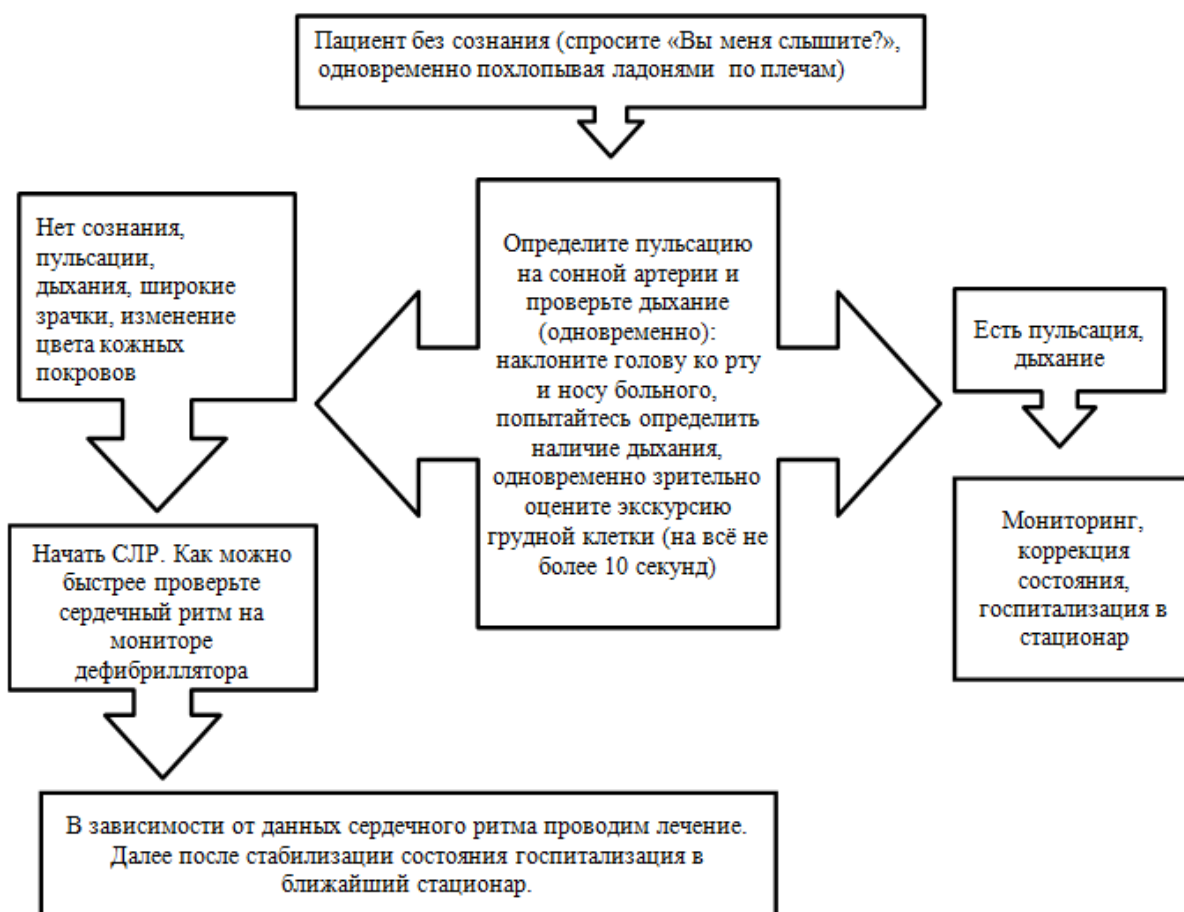 Пациент без сознания (спросите «Вы меня слышите?»,
одновременно похлопывая ладонями по плечам)
Определите пульсацию
на сонной артерии и
проверьте дыхание
(одновременно):
наклоните голову ко рту
и носу больного,
попытайтесь определить
наличие дыхания,
одновременно зрительно
оцените экскурсию
грудной клетки (на всё не
более 10 секунд)
Нет сознания,
пульсации,
дыхания, широкие
зрачки, изменение
цвета кожных
покровов
Начать СЛР. Как можно
быстрее проверьте
сердечный ритм на
мониторе
дефибриллятора
В зависимости от данных сердечного ритма проводим лечение.
Далее после стабилизации состояния госпитализация в
ближайший стационар.
Есть пульсация,
дыхание
Мониторинг,
коррекция
состояния,
госпитализация в
стационар